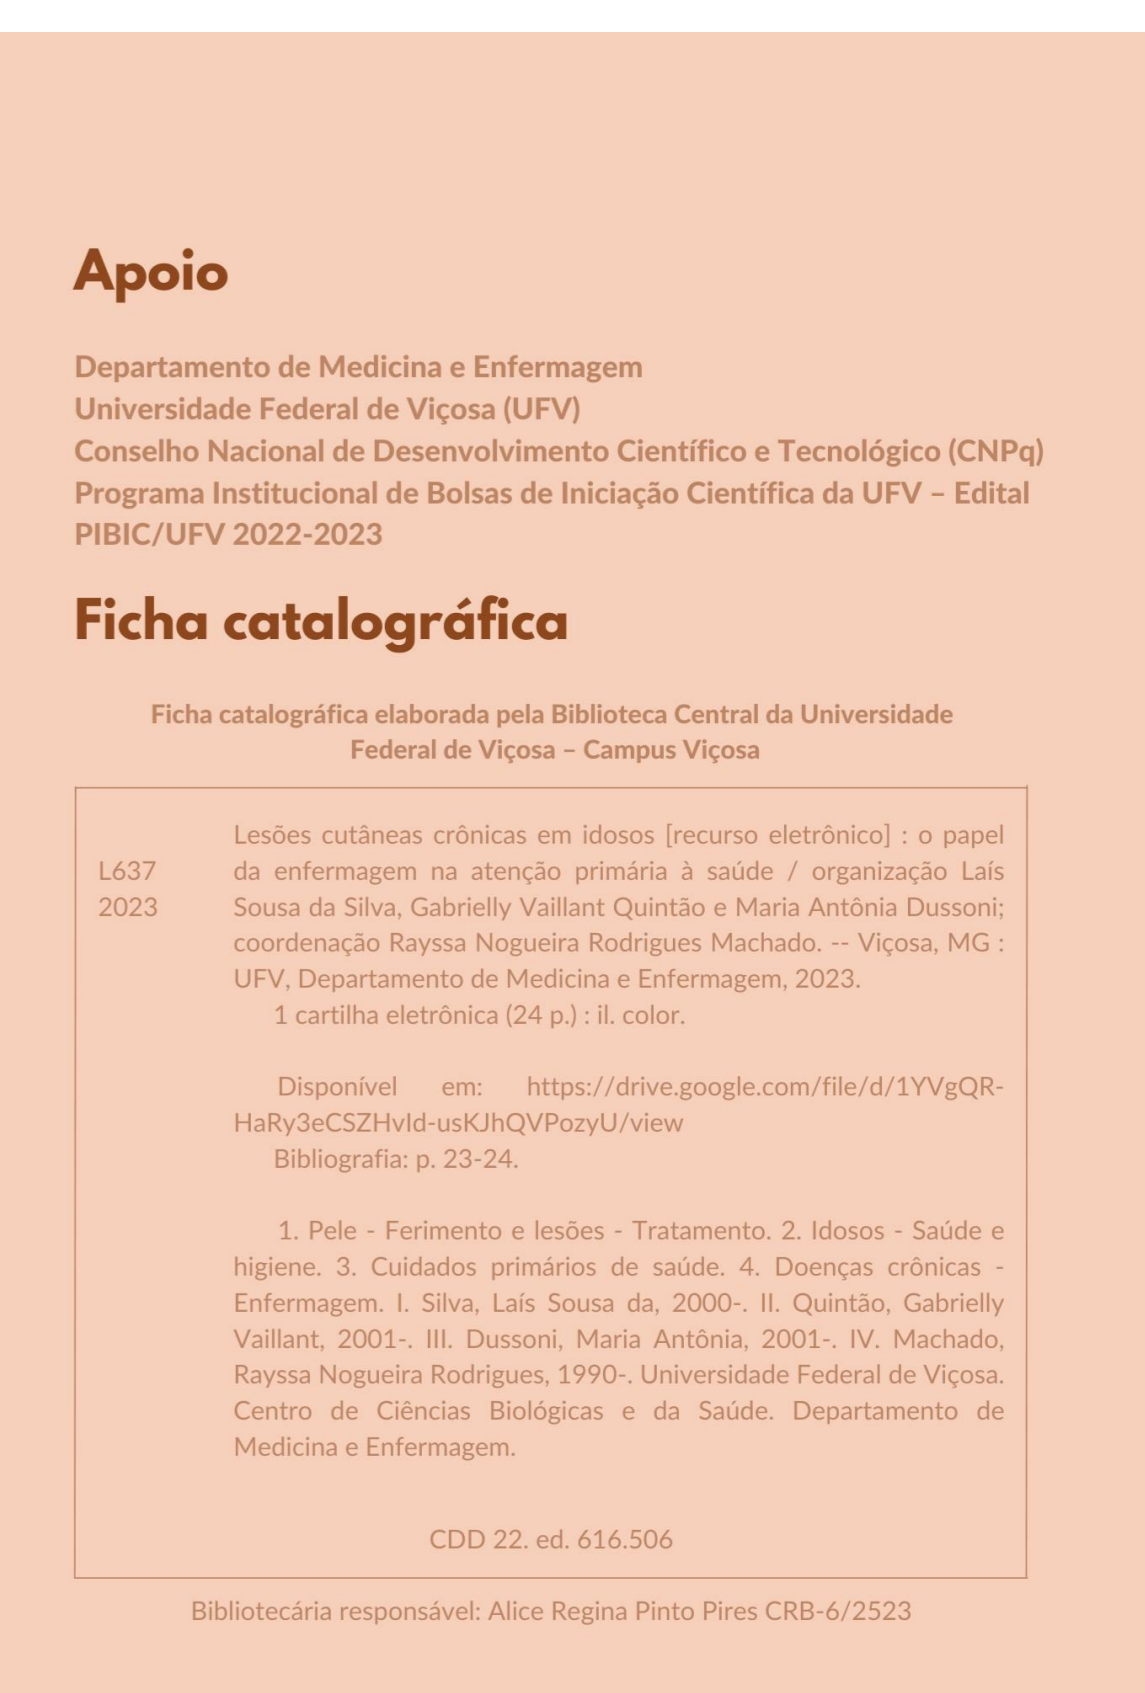 Apoio
Departamento de Medicina e Enfermagem
Universidade Federal de Viçosa (UFV)
Conselho Nacional de Desenvolvimento Científico e Tecnológico (CNPq)
Programa Institucional de Bolsas de Iniciação Científica da UFV – Edital
PIBIC/UFV 2022-2023
Ficha catalográfica
Ficha catalográfica elaborada pela Biblioteca Central da Universidade
Federal de Viçosa – Campus Viçosa
L637
2023
Lesões cutâneas crônicas em idosos [recurso eletrônico] : o papel
da enfermagem na atenção primária à saúde / organização Laís
Sousa da Silva, Gabrielly Vaillant Quintão e Maria Antônia Dussoni;
coordenação Rayssa Nogueira Rodrigues Machado. -- Viçosa, MG :
UFV, Departamento de Medicina e Enfermagem, 2023.
1 cartilha eletrônica (24 p.) : il. color.
Disponível em: https://drive.google.com/file/d/1YVgQR-
HaRy3eCSZHvId-usKJhQVPozyU/view
Bibliografia: p. 23-24.
1. Pele - Ferimento e lesões - Tratamento. 2. Idosos - Saúde e
higiene. 3. Cuidados primários de saúde. 4. Doenças crônicas -
Enfermagem. I. Silva, Laís Sousa da, 2000-. II. Quintão, Gabrielly
Vaillant, 2001-. III. Dussoni, Maria Antônia, 2001-. IV. Machado,
Rayssa Nogueira Rodrigues, 1990-. Universidade Federal de Viçosa.
Centro de Ciências Biológicas e da Saúde. Departamento de
Medicina e Enfermagem.
CDD 22. ed. 616.506
Bibliotecária responsável: Alice Regina Pinto Pires CRB-6/2523